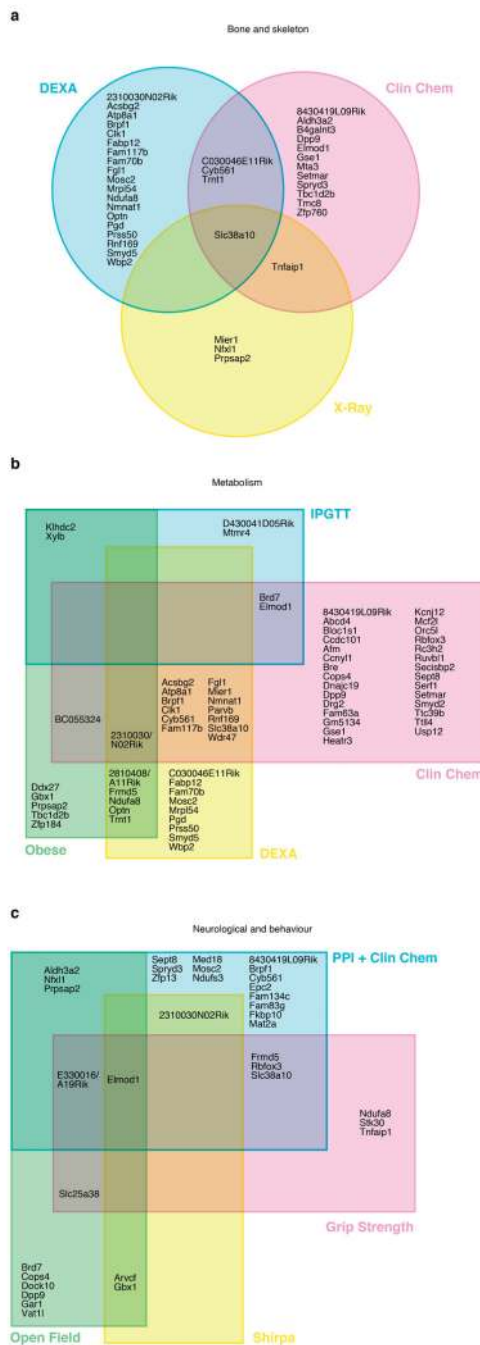 a
Bone and skeleton
DEXA
Clin Chem
2310030N02Rik
Acsbg2
Atp8a1
Brpf1
Clk1
Fabp12
Fam117b
Fam70b
Fgl1
Mosc2
Mrpl54
Ndufa8
Nmnat1
Optn
Pgd
Prss50
Rnf169
Smyd5
Wbp2
C030046E11Rik
Cyb561
Trnt1
8430419L09Rik
Aldh3a2
B4galnt3
Dpp9
Elmod1
Gse1
Mta3
Setmar
Spryd3
Tbc1d2b
Tmc8
Zfp760
Slc38a10
Tnfaip1
Mier1
Nfxl1
Prpsap2
X-Ray
b
Metabolism
IPGTT
Klhdc2
Xylb
D430041D05Rik
Mtmr4
Brd7
Elmod1
8430419L09Rik
Abcd4
Bloc1s1
Ccdc101
Afm
Ccnyl1
Bre
Cops4
Dnajc19
Dpp9
Drg2
Fam63a
Gm5134
Gse1
Heatr3
Kcnj12
Mcf2l
Orc5l
Rbfox3
Rc3h2
Ruvbl1
Secisbp2
Sept8
Serf1
Setmar
Smyd2
Ttc39b
Ttll4
Usp12
BC055324
2310030/
N02Rik
Acsbg2
Atp8a1
Brpf1
Clk1
Cyb561
Fam117b
Fgl1
Mier1
Nmnat1
Parvb
Rnf169
Slc38a10
Wdr47
Clin Chem
Ddx27
Gbx1
Prpsap2
Tbc1d2b
Zfp184
2810408/
A11Rik
Frmd5
Ndufa8
Optn
Trnt1
C030046E11Rik
Fabp12
Fam70b
Mosc2
Mrpl54
Pgd
Prss50
Smyd5
Wbp2
Obese
DEXA
c
Neurological and behaviour
Aldh3a2
Nfxl1
Prpsap2
Sept8
Spryd3
Zfp13
Med18
Mosc2
Ndufs3
8430419L09Rik
Brpf1
Cyb561
Epc2
Fam134c
Fam83g
Fkbp10
Mat2a
PPI + Clin Chem
2310030N02Rik
E330016/
A19Rik
Elmod1
Frmd5
Rbfox3
Slc38a10
Ndufa8
Stk30
Tnfaip1
Slc25a38
Grip Strength
Brd7
Cops4
Dock10
Dpp9
Gar1
Vat1l
Arvcf
Gbx1
Open Field
Shirpa